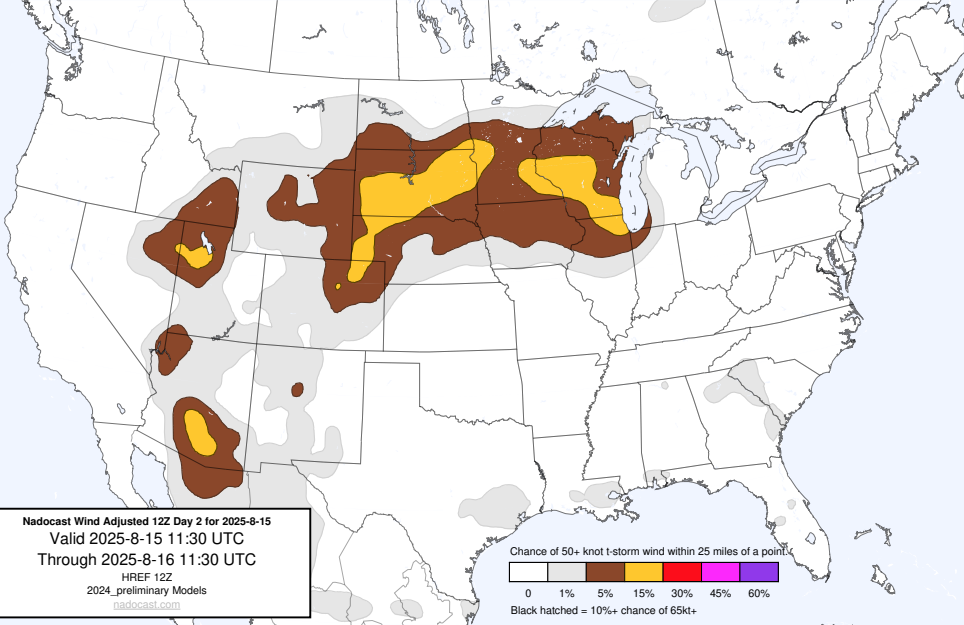 Nadocast Wind Adjusted 12Z Day 2 for 2025-8-15
Valid 2025-8-15 11:30 UTC
Through 2025-8-16 11:30 UTC
HREF 12Z
2024_preliminary Models
nadocast.com
Chance of 50+ knot t-storm wind within 25 miles of a point.
0 1% 5% 15% 30% 45% 60%
Black hatched = 10%+ chance of 65kt+